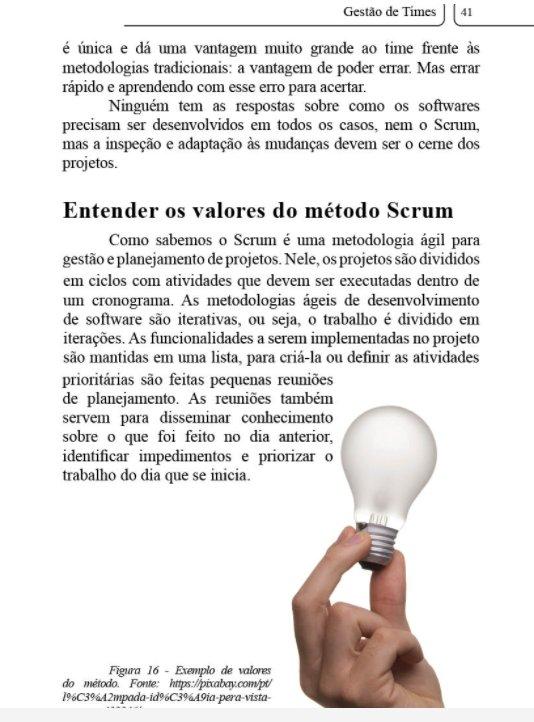 Gestão de Times 41
é única e dá uma vantagem muito grande ao time frente às
metodologias tradicionais: a vantagem de poder errar. Mas errar
rápido e aprendendo com esse erro para acertar.
Ninguém tem as respostas sobre como os softwares
precisam ser desenvolvidos em todos os casos, nem o Scrum,
mas a inspeção e adaptação às mudanças devem ser o cerne dos
projetos.
Entender os valores do método Scrum
Como sabemos o Scrum é uma metodologia ágil para
gestão e planejamento de projetos. Nele, os projetos são divididos
em ciclos com atividades que devem ser executadas dentro de
um cronograma. As metodologias ágeis de desenvolvimento
de software são iterativas, ou seja, o trabalho é dividido em
iterações. As funcionalidades a serem implementadas no projeto
são mantidas em uma lista, para criá-la ou definir as atividades
prioritárias são feitas pequenas reuniões
de planejamento. As reuniões também
servem para disseminar conhecimento
sobre o que foi feito no dia anterior,
identificar impedimentos e priorizar o
trabalho do dia que se inicia.
Figura 16 - Exemplo de valores
do método. Fonte: https://pixabay.com/pt/
l%C3%A2mpada-id%C3%A9ia-pera-vista-